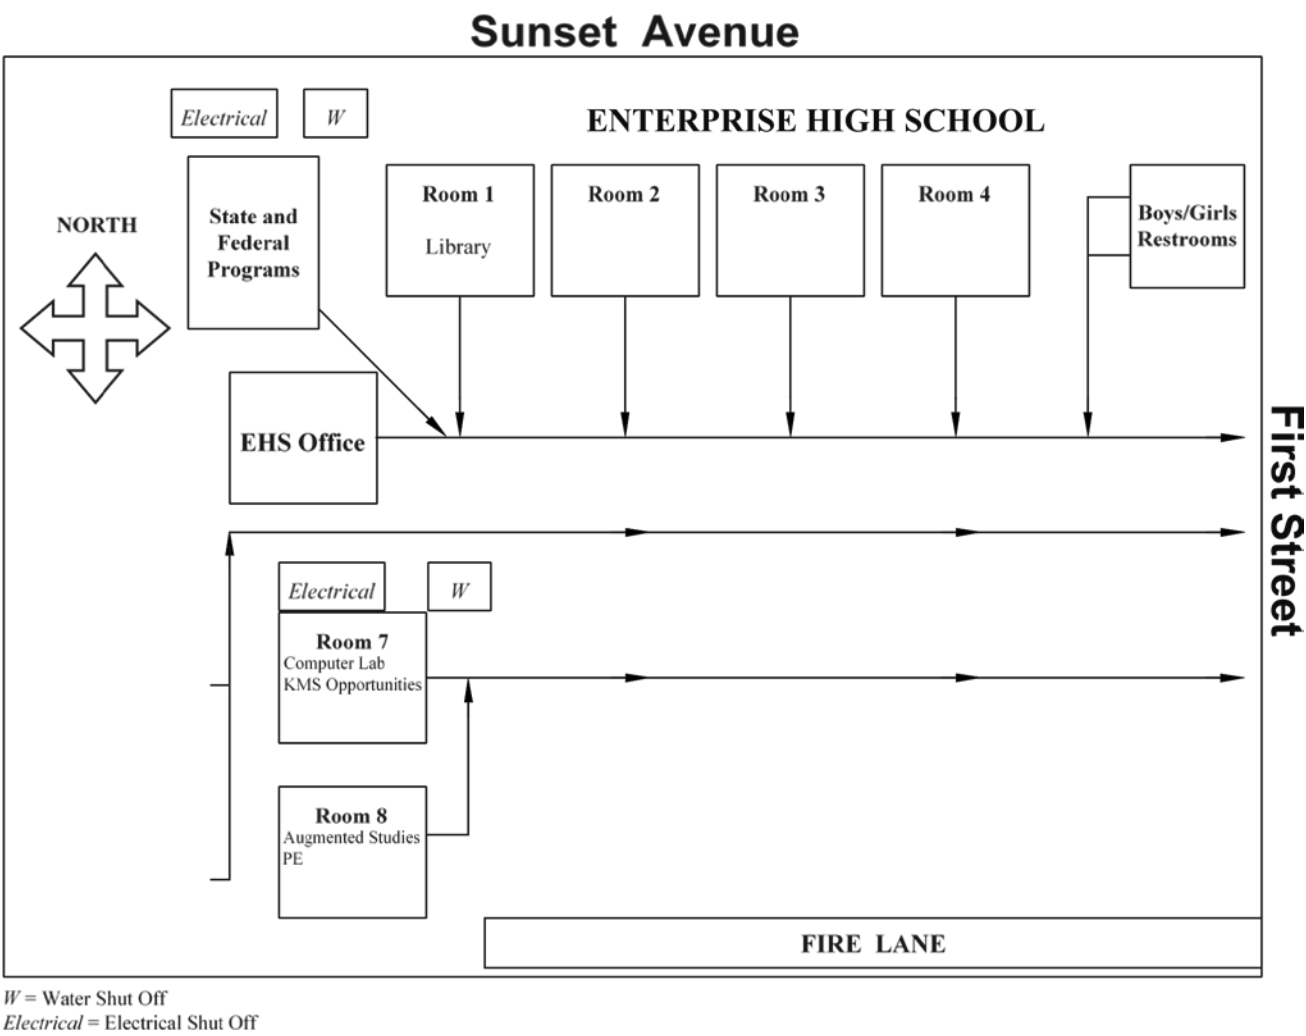 Sunset Avenue
Electrical
W
ENTERPRISE HIGH SCHOOL
NORTH
State and
Federal
Programs
Room 1
Library
Room 2
Room 3
Room 4
Boys/Girls
Restrooms
EHS Office
First Street
Electrical
W
Room 7
Computer Lab
KMS Opportunities
Room 8
Augmented Studies
PE
FIRE LANE
W = Water Shut Off
Electrical = Electrical Shut Off